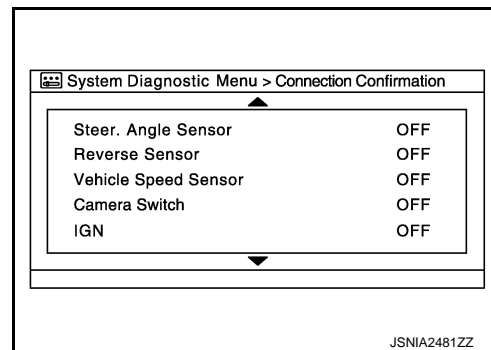 System Diagnostic Menu > Connection Confirmation
Steer. Angle Sensor OFF
Reverse Sensor OFF
Vehicle Speed Sensor OFF
Camera Switch OFF
IGN OFF
JSNIA2481ZZ